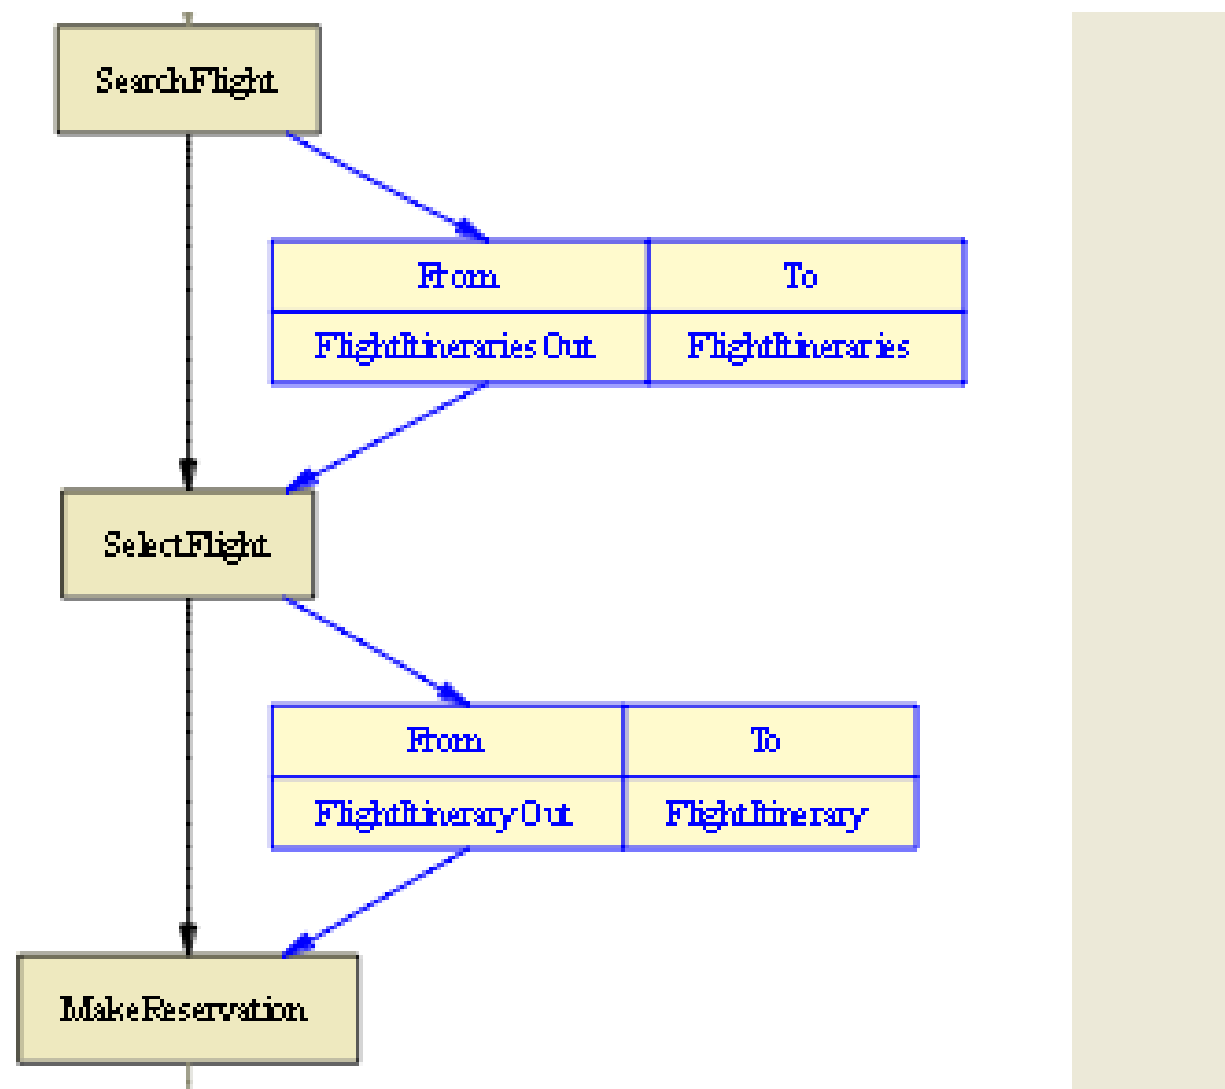 SearchFlight
From To
FlightItinerariesOut FlightItineraries
SelectFlight
From To
FlightItineraryOut FlightItinerary
MakeReservation